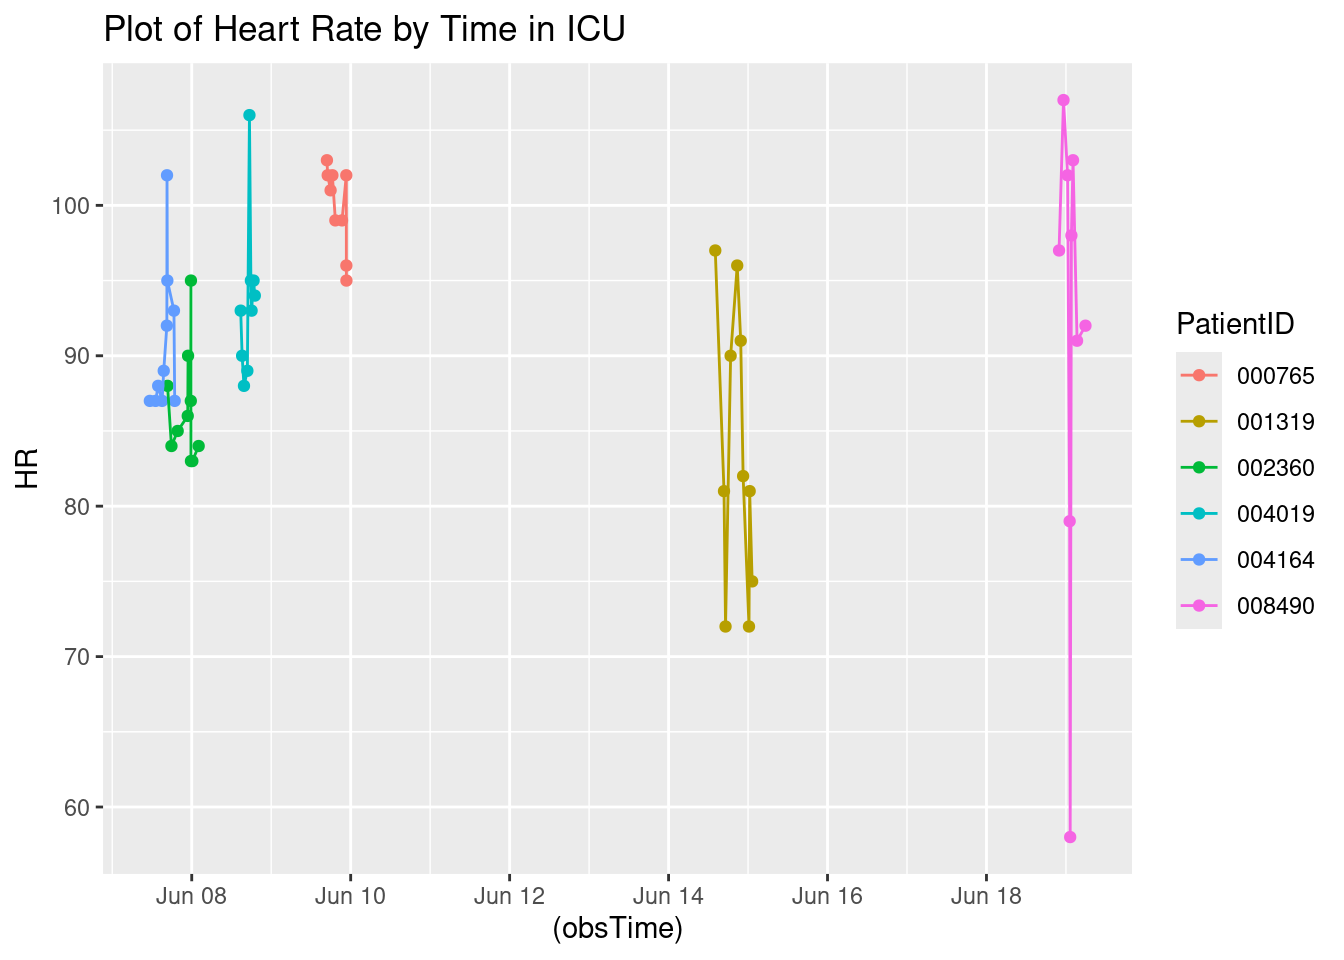 Plot of Heart Rate by Time in ICU
HR
100
90
80
70
60
Jun 08 Jun 10 Jun 12 Jun 14 Jun 16 Jun 18
(obsTime)
PatientID
000765
001319
002360
004019
004164
008490